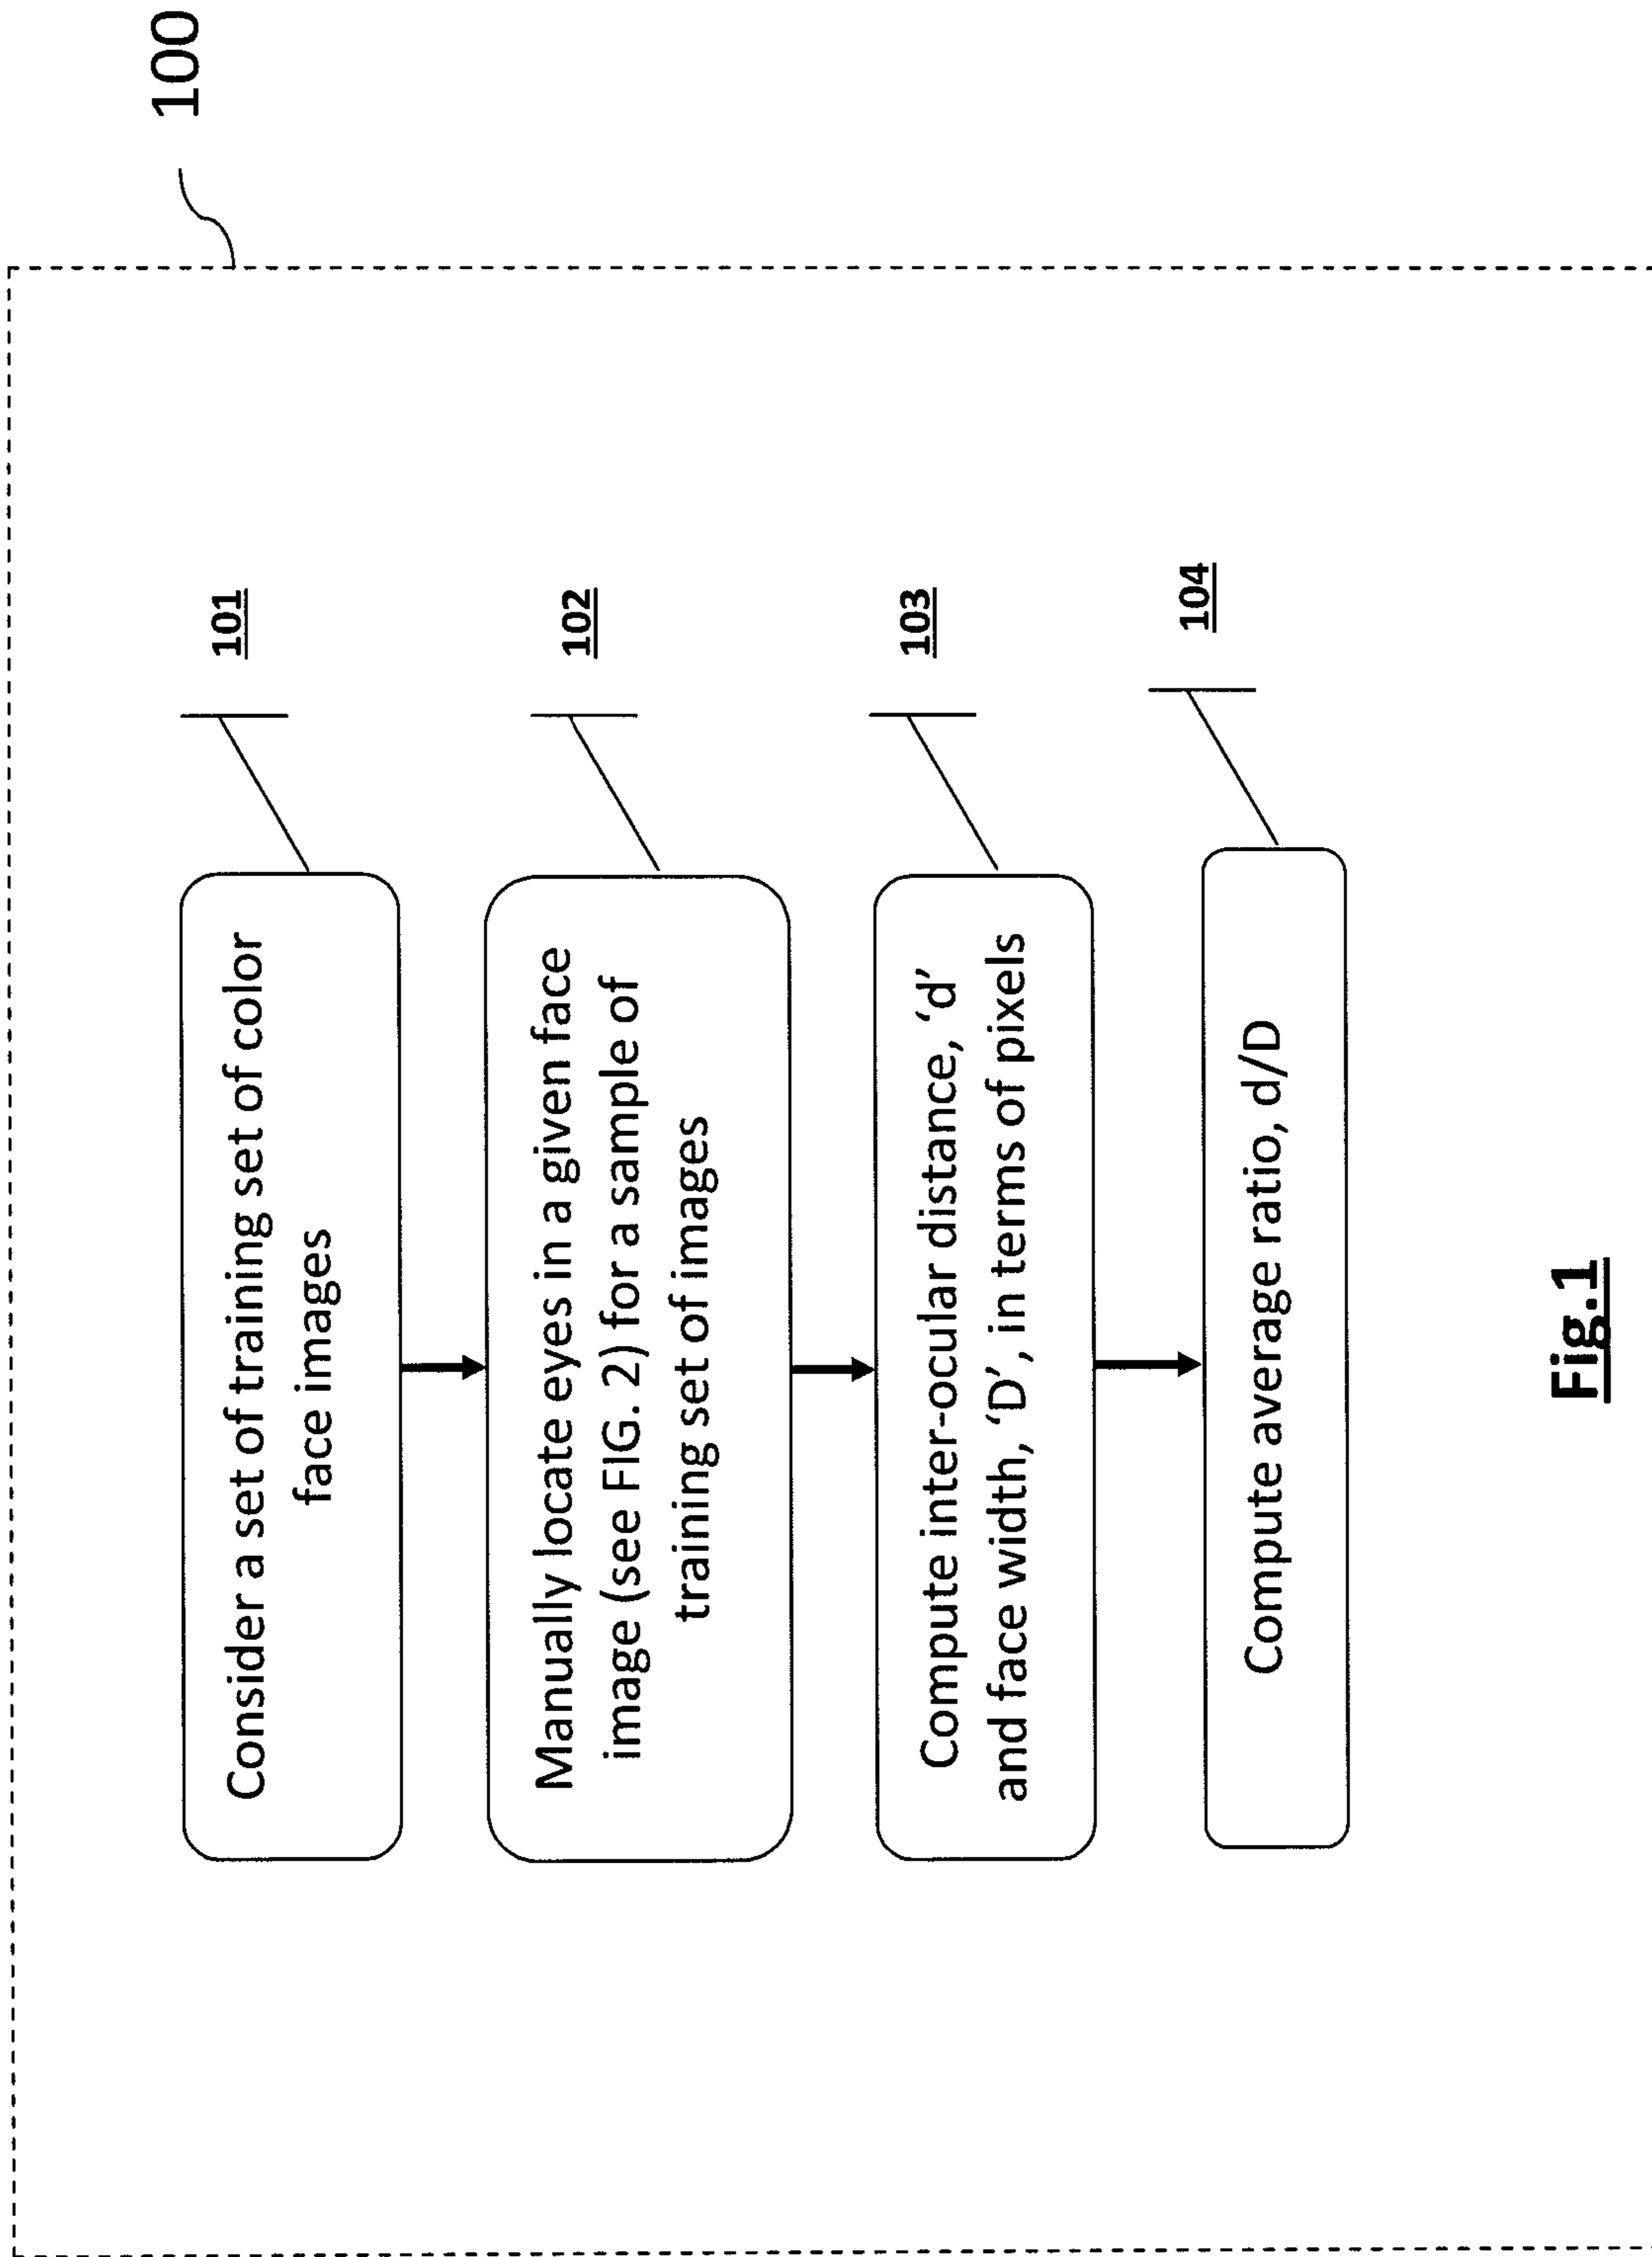 100
Consider a set of training set of color
face images
101
Manually locate eyes in a given face
image (see FIG. 2) for a sample of
training set of images
102
Compute inter-ocular distance, ‘d’
and face width, ‘D’, in terms of pixels
103
Compute average ratio, d/D
104
Fig.1